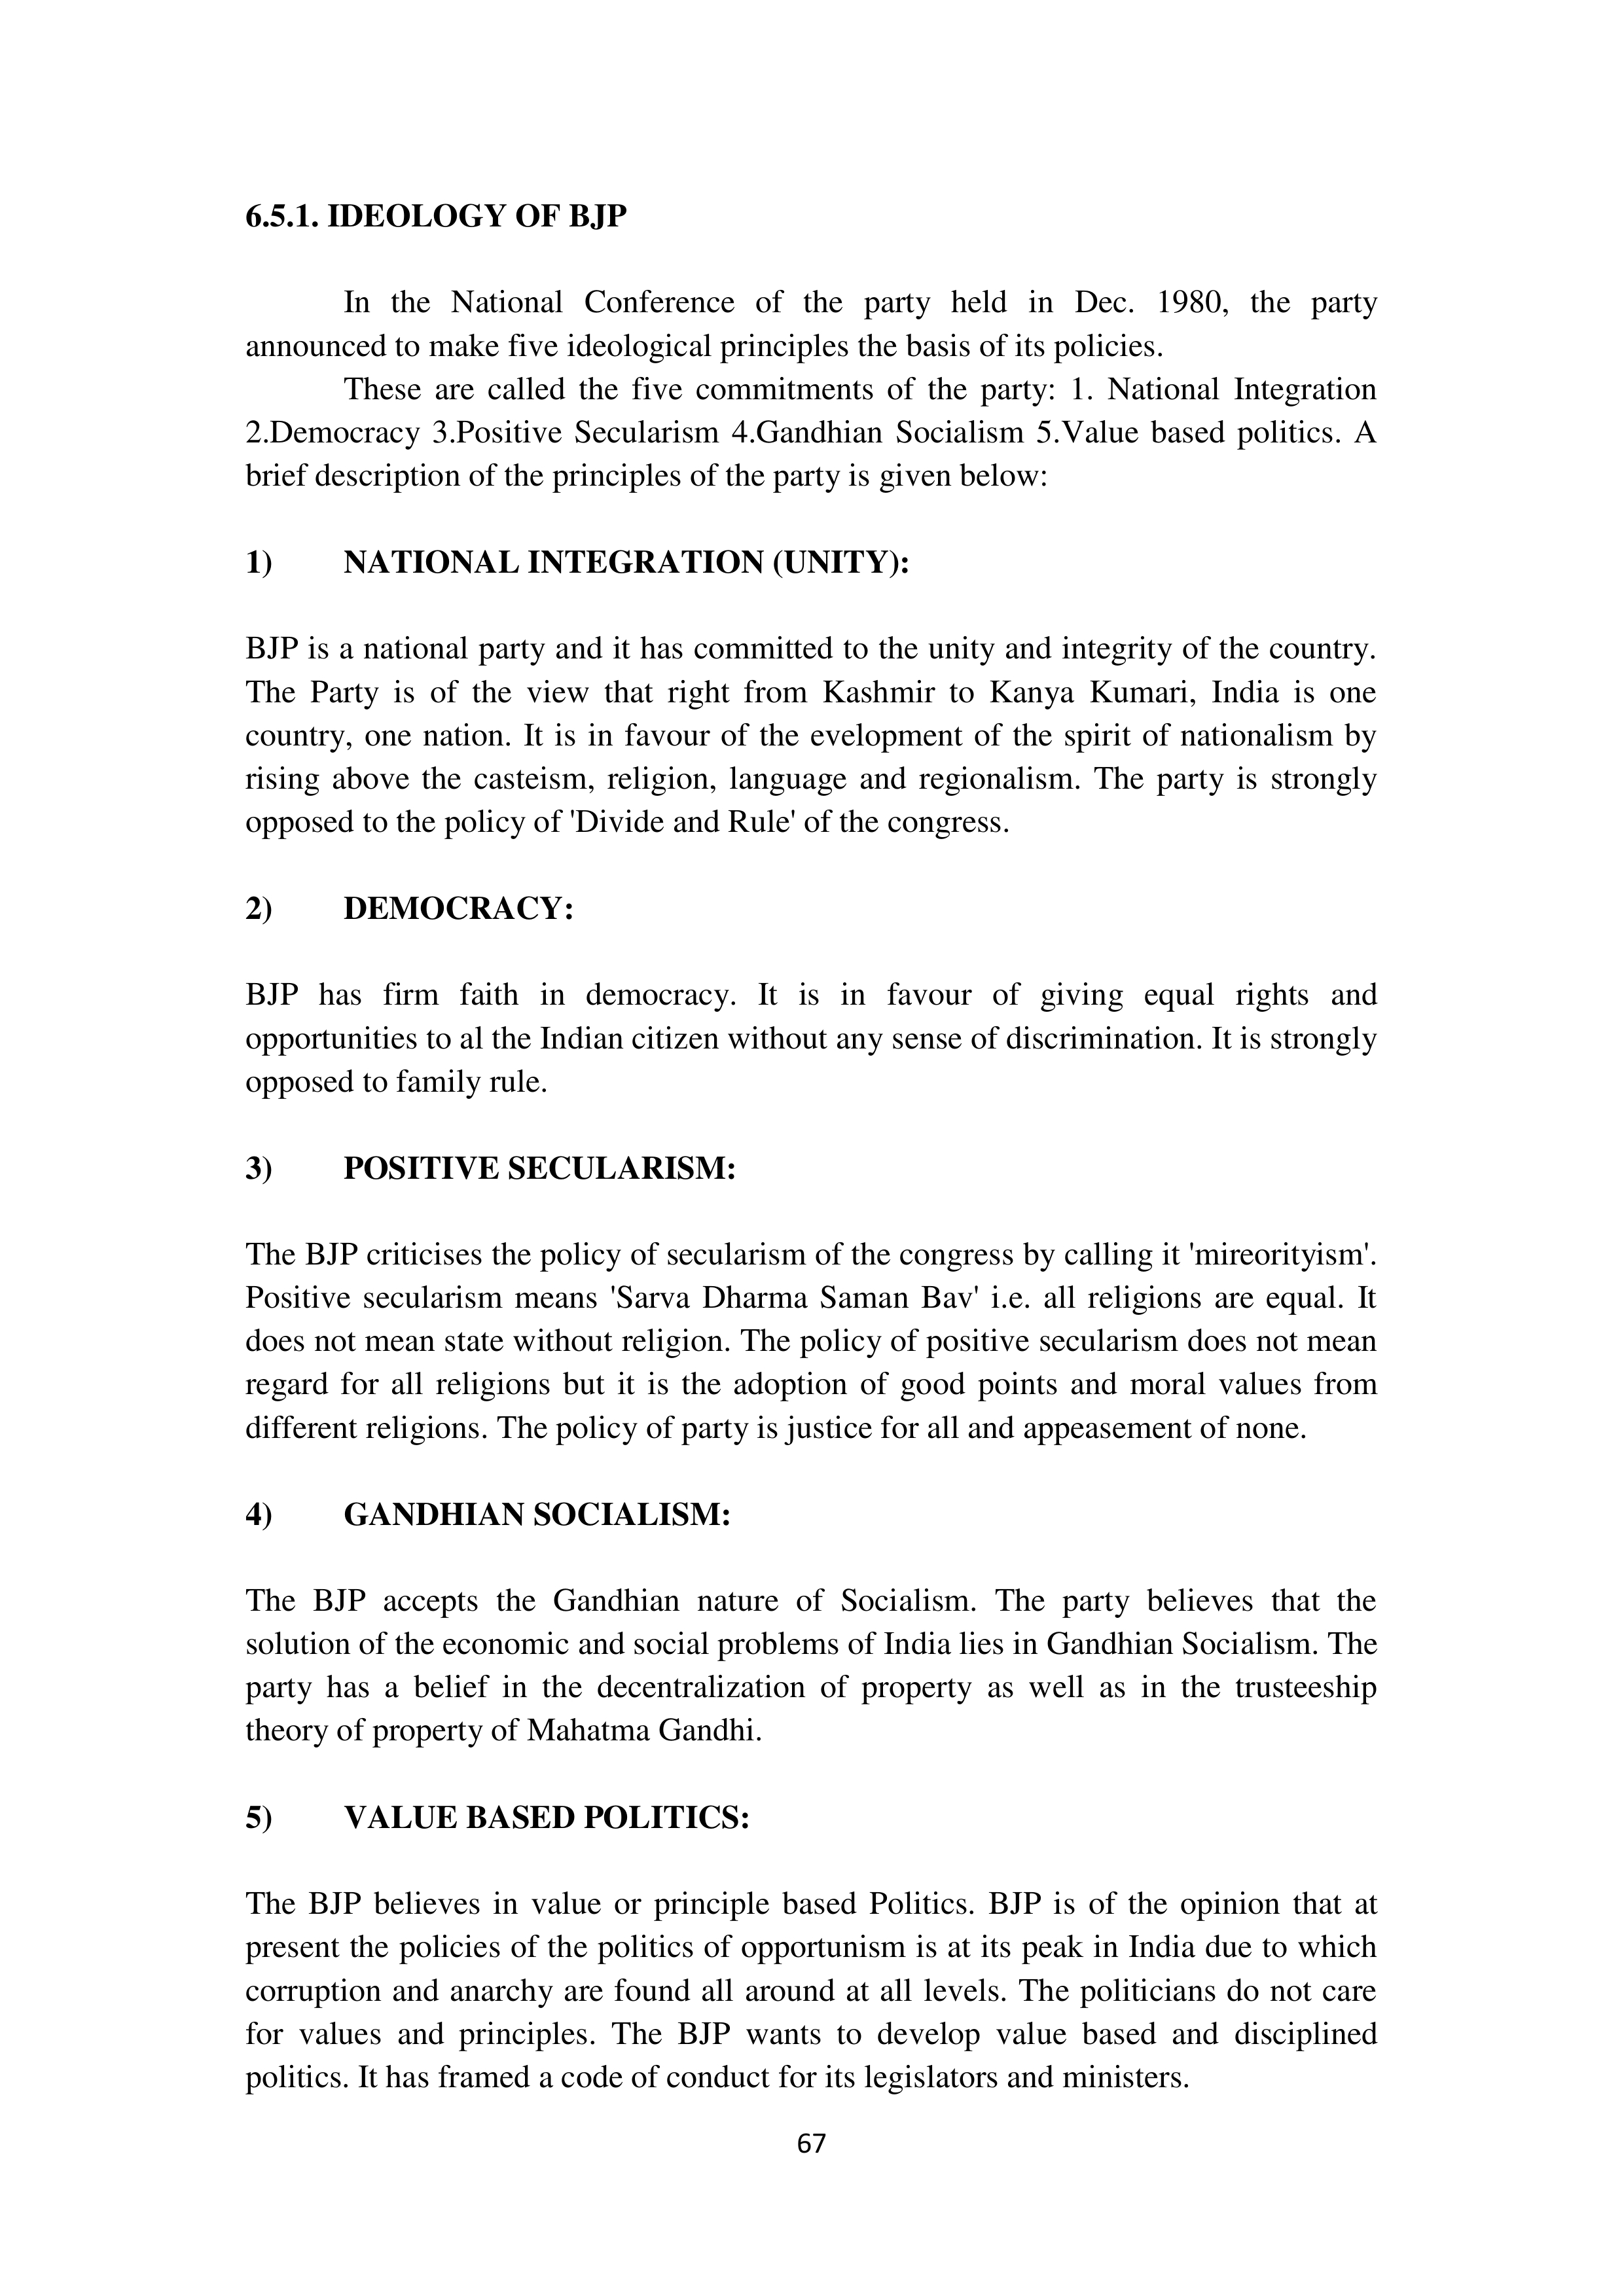 6.5.1. IDEOLOGY OF BJP
In the National Conference of the party held in Dec. 1980, the party
announced to make five ideological principles the basis of its policies.
These are called the five commitments of the party: 1. National Integration
2.Democracy 3.Positive Secularism 4.Gandhian Socialism 5.Value based politics. A
brief description of the principles of the party is given below:
1) NATIONAL INTEGRATION (UNITY):
BJP is a national party and it has committed to the unity and integrity of the country.
The Party is of the view that right from Kashmir to Kanya Kumari, India is one
country, one nation. It is in favour of the evelopment of the spirit of nationalism by
rising above the casteism, religion, language and regionalism. The party is strongly
opposed to the policy of 'Divide and Rule' of the congress.
2) DEMOCRACY:
BJP has firm faith in democracy. It is in favour of giving equal rights and
opportunities to al the Indian citizen without any sense of discrimination. It is strongly
opposed to family rule.
3) POSITIVE SECULARISM:
The BJP criticises the policy of secularism of the congress by calling it 'mireorityism'.
Positive secularism means 'Sarva Dharma Saman Bav' i.e. all religions are equal. It
does not mean state without religion. The policy of positive secularism does not mean
regard for all religions but it is the adoption of good points and moral values from
different religions. The policy of party is justice for all and appeasement of none.
4) GANDHIAN SOCIALISM:
The BJP accepts the Gandhian nature of Socialism. The party believes that the
solution of the economic and social problems of India lies in Gandhian Socialism. The
party has a belief in the decentralization of property as well as in the trusteeship
theory of property of Mahatma Gandhi.
5) VALUE BASED POLITICS:
The BJP believes in value or principle based Politics. BJP is of the opinion that at
present the policies of the politics of opportunism is at its peak in India due to which
corruption and anarchy are found all around at all levels. The politicians do not care
for values and principles. The BJP wants to develop value based and disciplined
politics. It has framed a code of conduct for its legislators and ministers.
67